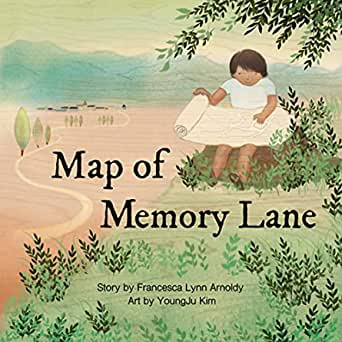 Map of
Memory Lane
Story by Francesca Lynn Arnoldy
Art by YoungJu Kim